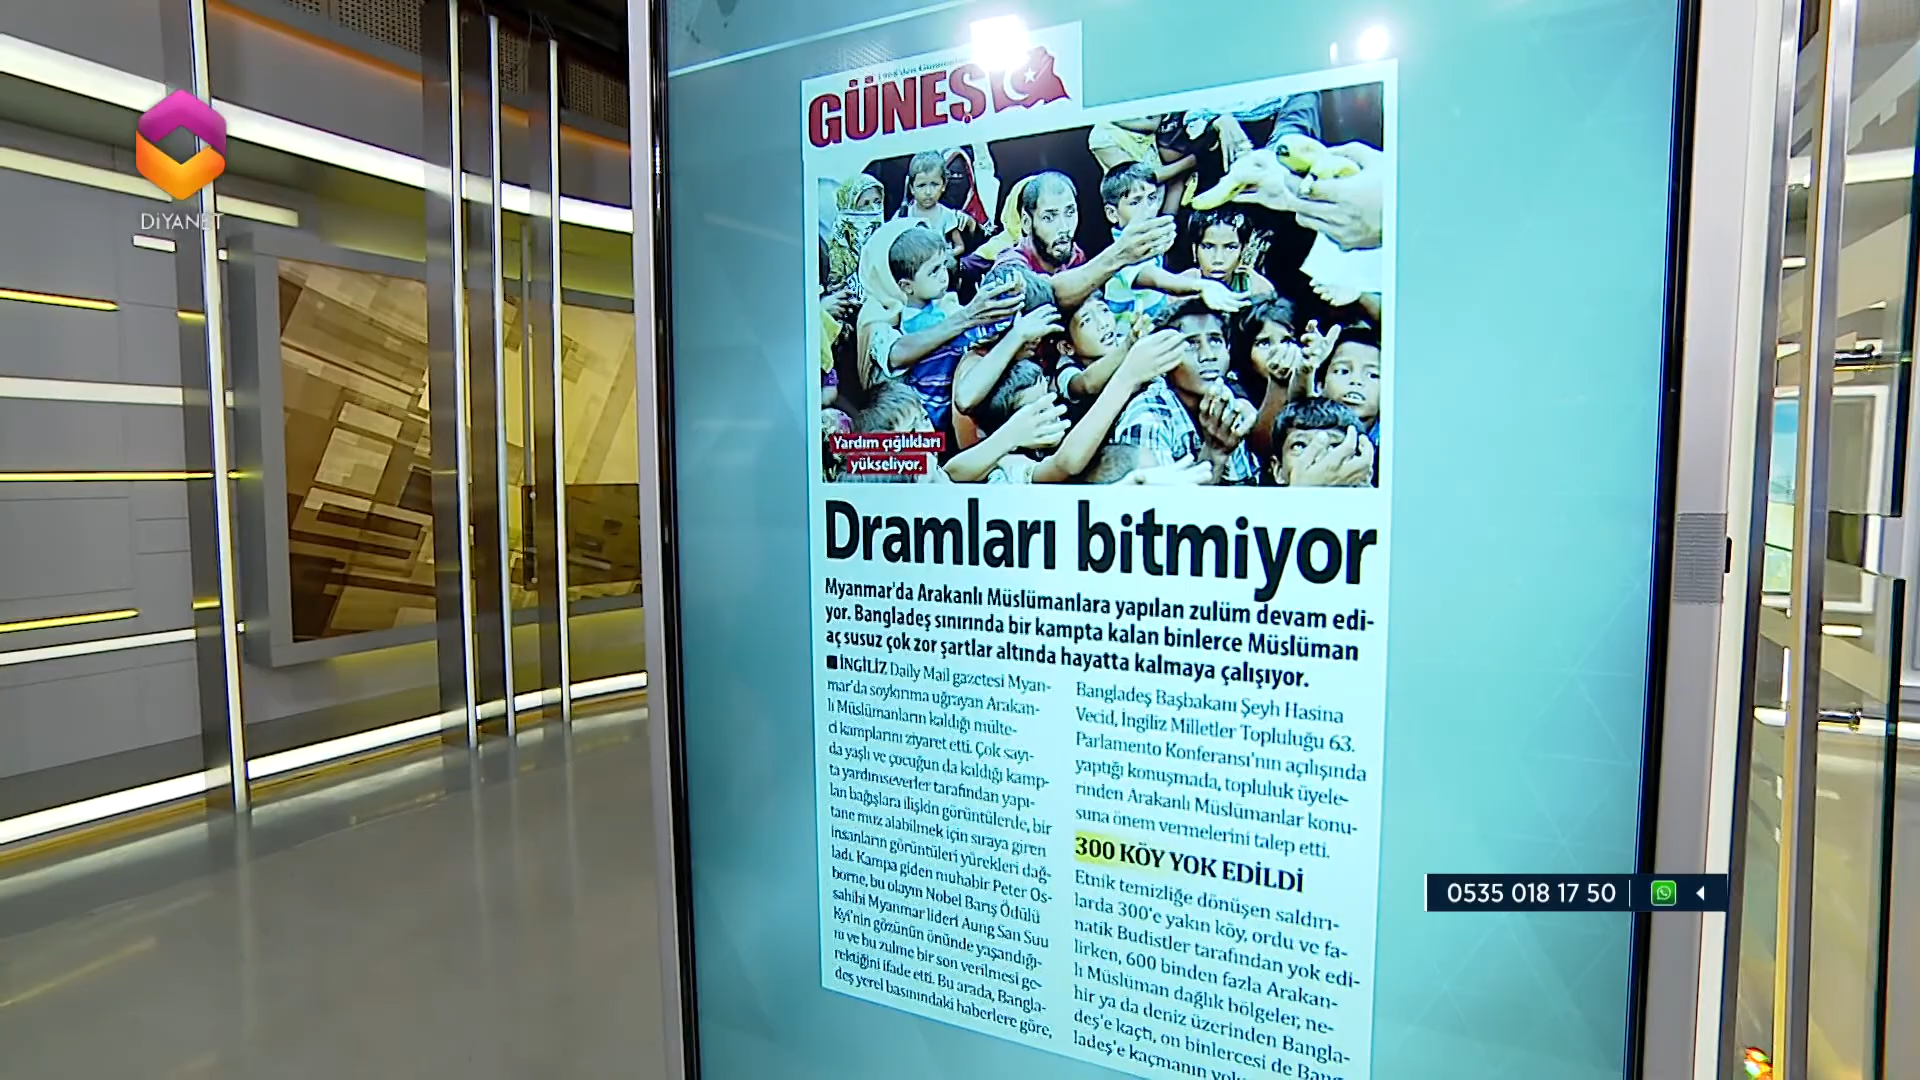 DİYANET
GÜNEŞ
Yardım çığlıkları
yükseliyor.
Dramları bitmiyor
Myanmar'da Arakanlı Müslümanlara yapılan zulüm devam edi-
yor. Bangladeş sınırında bir kampta kalan binlerce Müslüman
aç susuz çok zor şartlar altında hayatta kalmaya çalışıyor.
İNGİLİZ Daily Mail gazetesi Myan-
mar'da soykırıma uğrayan Arakan-
lı Müslümanların kaldığı mülte-
ci kamplarını ziyaret etti. Çok sayı-
da yaşlı ve çocuğun da kaldığı kamp-
ta yardımseverler tarafından yapı-
lan bağışlara ilişkin görüntülerde, bir
tane muz alabilmek için sıraya giren
insanların görüntüleri yürekleri dağ-
ladı. Kampa giden muhabir Peter Os-
borne, bu olayın Nobel Barış Ödülü
sahibi Myanmar lideri Aung San Suu
Kyi'nin gözünün önünde yaşandığı-
nı ve bu zulme bir son verilmesi ge-
rektiğini ifade etti. Bu arada, Bangla-
deş yerel basınındaki haberlere göre,
Bangladeş Başbakanı Şeyh Hasina
Vecid, İngiliz Milletler Topluluğu 63.
Parlamento Konferansı'nın açılışında
yaptığı konuşmada, topluluk üyele-
rinden Arakanlı Müslümanlar konu-
suna önem vermelerini talep etti.
300 KÖY YOK EDİLDİ
Etnik temizliğe dönüşen saldırı-
larda 300'e yakın köy, ordu ve fa-
natik Budistler tarafından yok edi-
lirken, 600 binden fazla Arakan-
lı Müslüman dağlık bölgeler, ne-
hir ya da deniz üzerinden Bangla-
deş'e kaçtı, on binlercesi de Bang
ladeş'e kaçmanın
0535 018 17 50